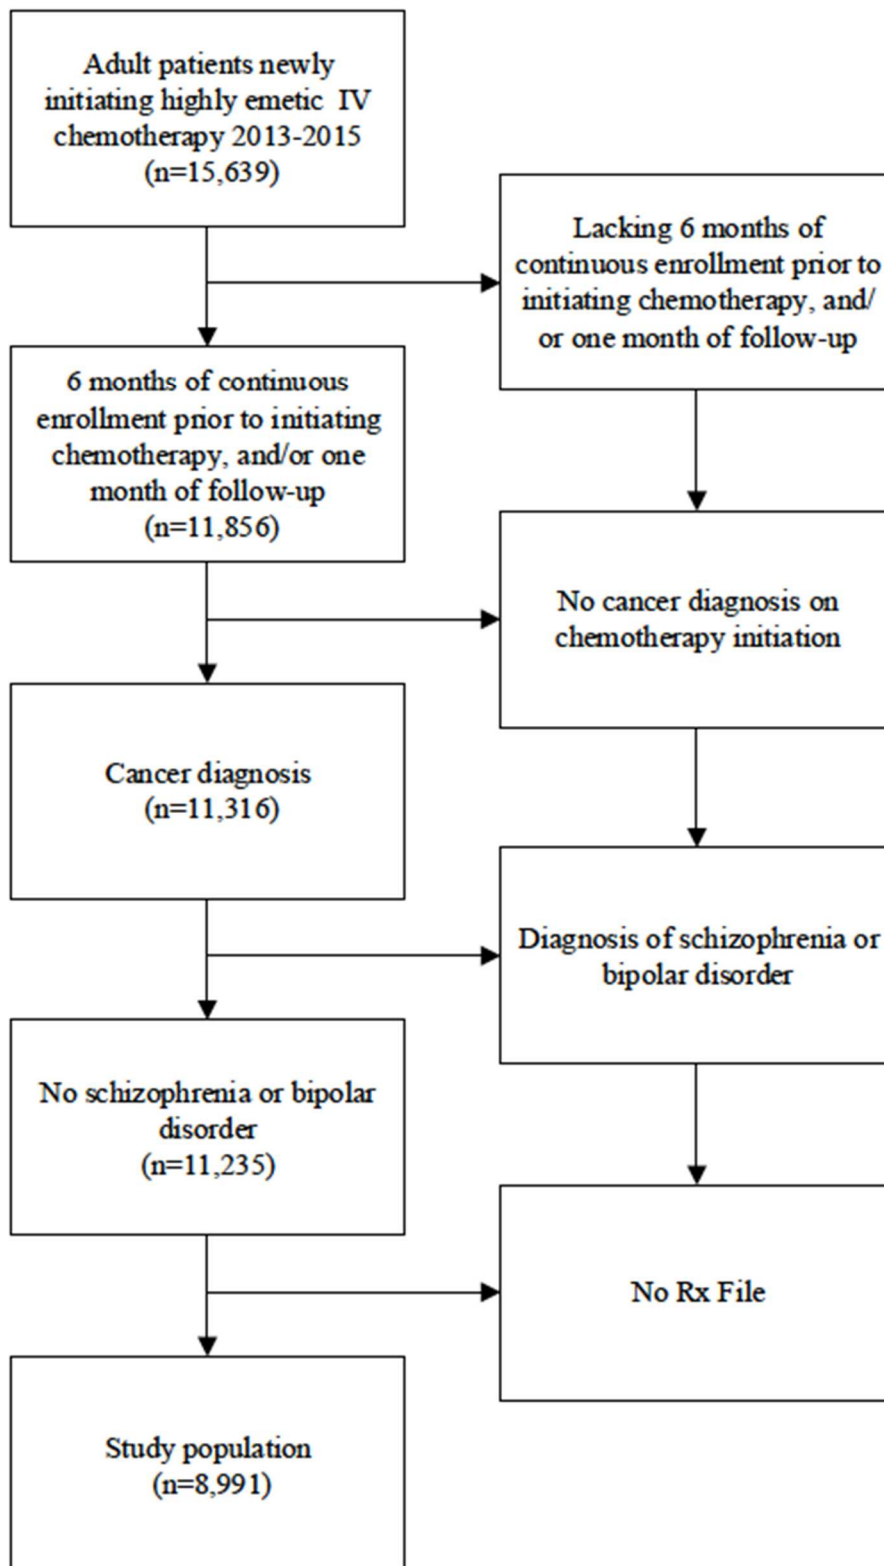 Adult patients newly
initiating highly emetic IV
chemotherapy 2013-2015
(n=15,639)
Lacking 6 months of
continuous enrollment prior to
initiating chemotherapy, and/
or one month of follow-up
6 months of continuous
enrollment prior to initiating
chemotherapy, and/or one
month of follow-up
(n=11,856)
No cancer diagnosis on
chemotherapy initiation
Cancer diagnosis
(n=11,316)
Diagnosis of schizophrenia or
bipolar disorder
No schizophrenia or bipolar
disorder
(n=11,235)
No Rx File
Study population
(n=8,991)